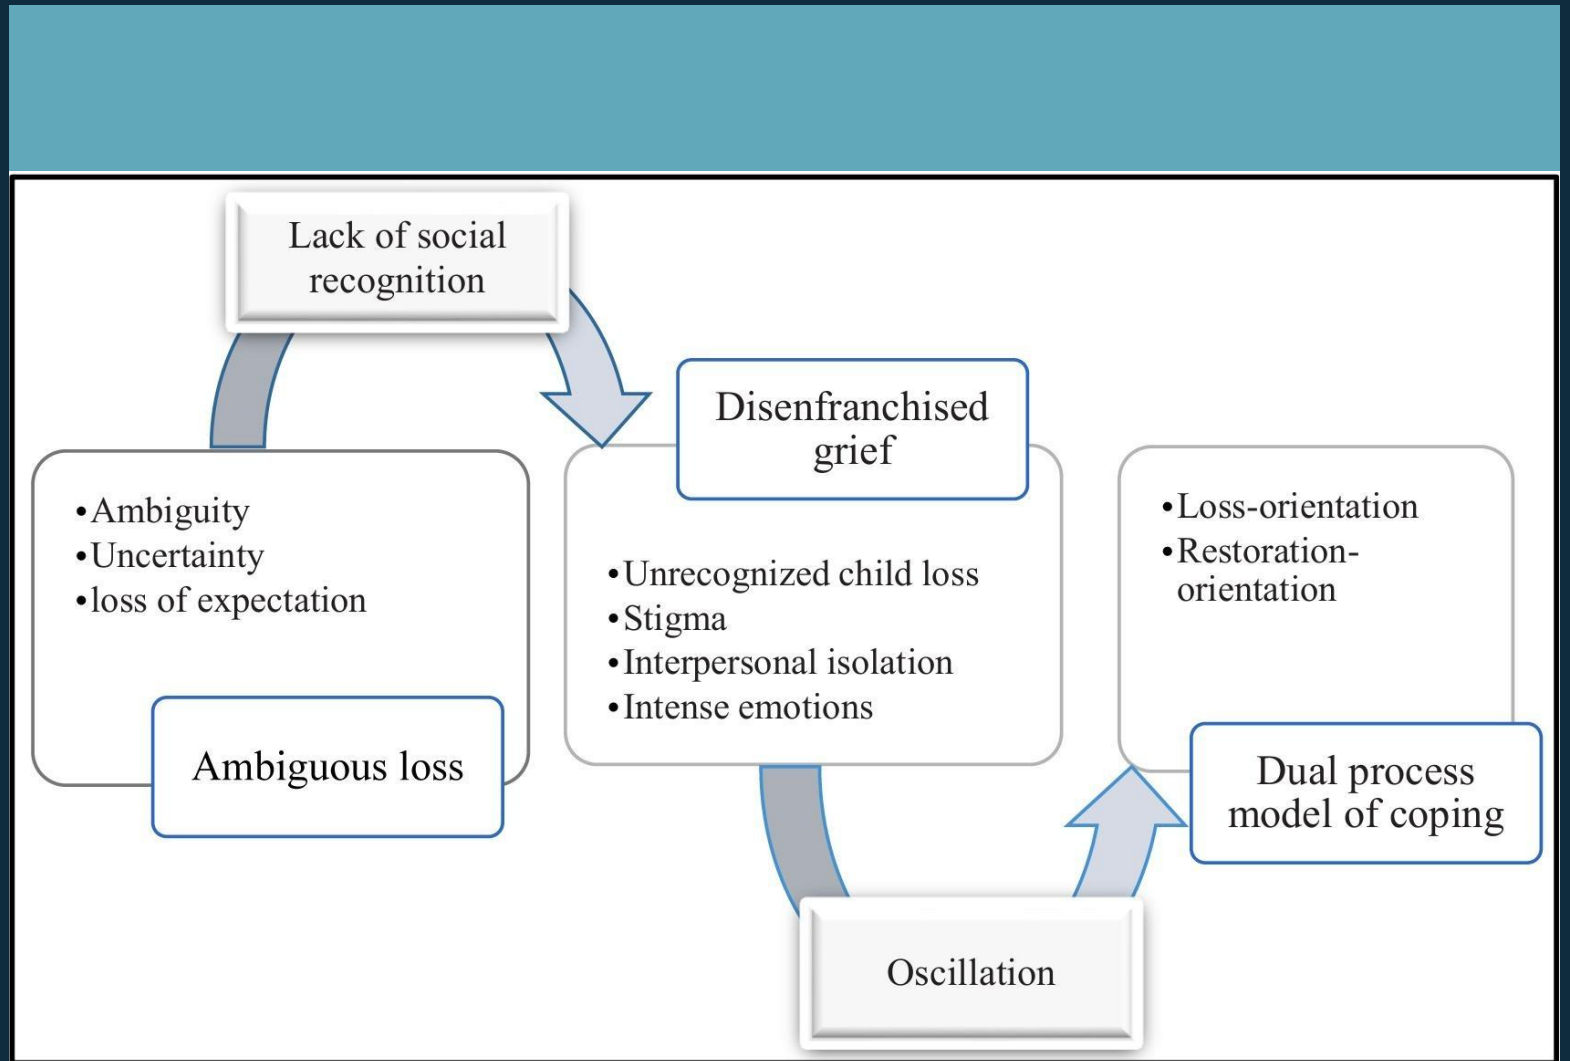 Lack of social
recognition
•Ambiguity
•Uncertainty
•loss of expectation
Ambiguous loss
Disenfranchised
grief
•Unrecognized child loss
•Stigma
•Interpersonal isolation
•Intense emotions
Oscillation
•Loss-orientation
•Restoration-
orientation
Dual process
model of coping